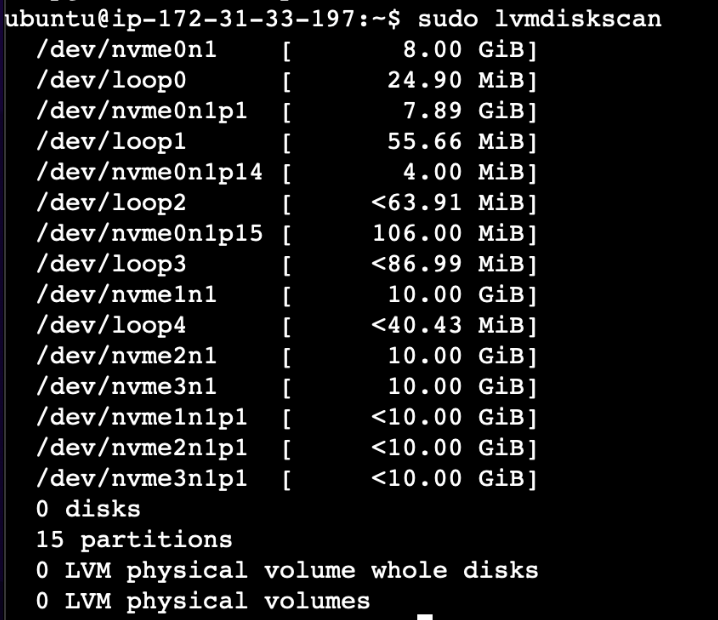 ubuntu@ip-172-31-33-197:~$ sudo lvmdiskscan
  /dev/nvme0n1    [       8.00 GiB]
  /dev/loop0      [      24.90 MiB]
  /dev/nvme0n1p1  [       7.89 GiB]
  /dev/loop1      [      55.66 MiB]
  /dev/nvme0n1p14 [       4.00 MiB]
  /dev/loop2      [     <63.91 MiB]
  /dev/nvme0n1p15 [     106.00 MiB]
  /dev/loop3      [     <86.99 MiB]
  /dev/nvme1n1    [      10.00 GiB]
  /dev/loop4      [     <40.43 MiB]
  /dev/nvme2n1    [      10.00 GiB]
  /dev/nvme3n1    [      10.00 GiB]
  /dev/nvme1n1p1  [     <10.00 GiB]
  /dev/nvme2n1p1  [     <10.00 GiB]
  /dev/nvme3n1p1  [     <10.00 GiB]
  0 disks
  15 partitions
  0 LVM physical volume whole disks
  0 LVM physical volumes